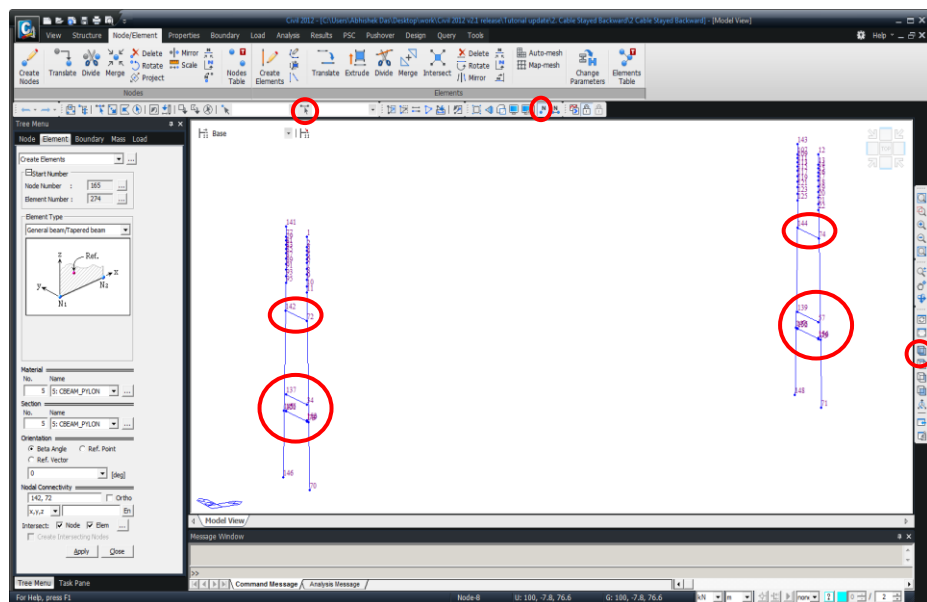 Civil 2012 - [C:\Users\Abhishek Das\Desktop\work\Civil 2012 v2.1 release\Tutorial update\2. Cable Stayed Backward\2 Cable Stayed Backward] - [Model View]
View Structure Node/Element Properties Boundary Load Analysis Results PSC Pushover Design Query Tools Help
Create Nodes Translate Divide Merge Delete Rotate Project Mirror Scale Nodes Table
Create Elements Translate Extrude Divide Merge Intersect Delete Rotate Mirror Auto-mesh Map-mesh Change Parameters Elements Table
Nodes Elements
Tree Menu
Node Element Boundary Mass Load
Base
Create Elements
Start Number
Node Number : 165
Element Number : 274
Element Type
General beam/Tapered beam
z Ref. x
y N1 N2
Material
No. Name
5 5: CBEAM_PYLON
Section
No. Name
5 5: CBEAM_PYLON
Orientation
Beta Angle Ref. Point
Ref. Vector
0 [deg]
Nodal Connectivity
142, 72 Ortho
x,y,z En
Intersect: Node Elem
Create Intersecting Nodes
Apply Close
Tree Menu Task Pane
143 12
125
144 74
139
148 71
141 1
142 72
137
146 70
TOP
Model View
Message Window
>>
Command Message Analysis Message
For Help, press F1 Node-8 U: 100, -7.8, 76.6 G: 100, -7.8, 76.6 kN m non 2